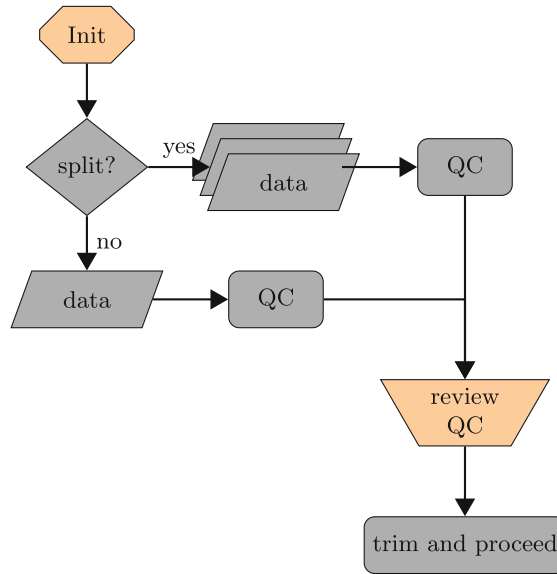 Init
split?
yes
data
QC
no
data
QC
review
QC
trim and proceed